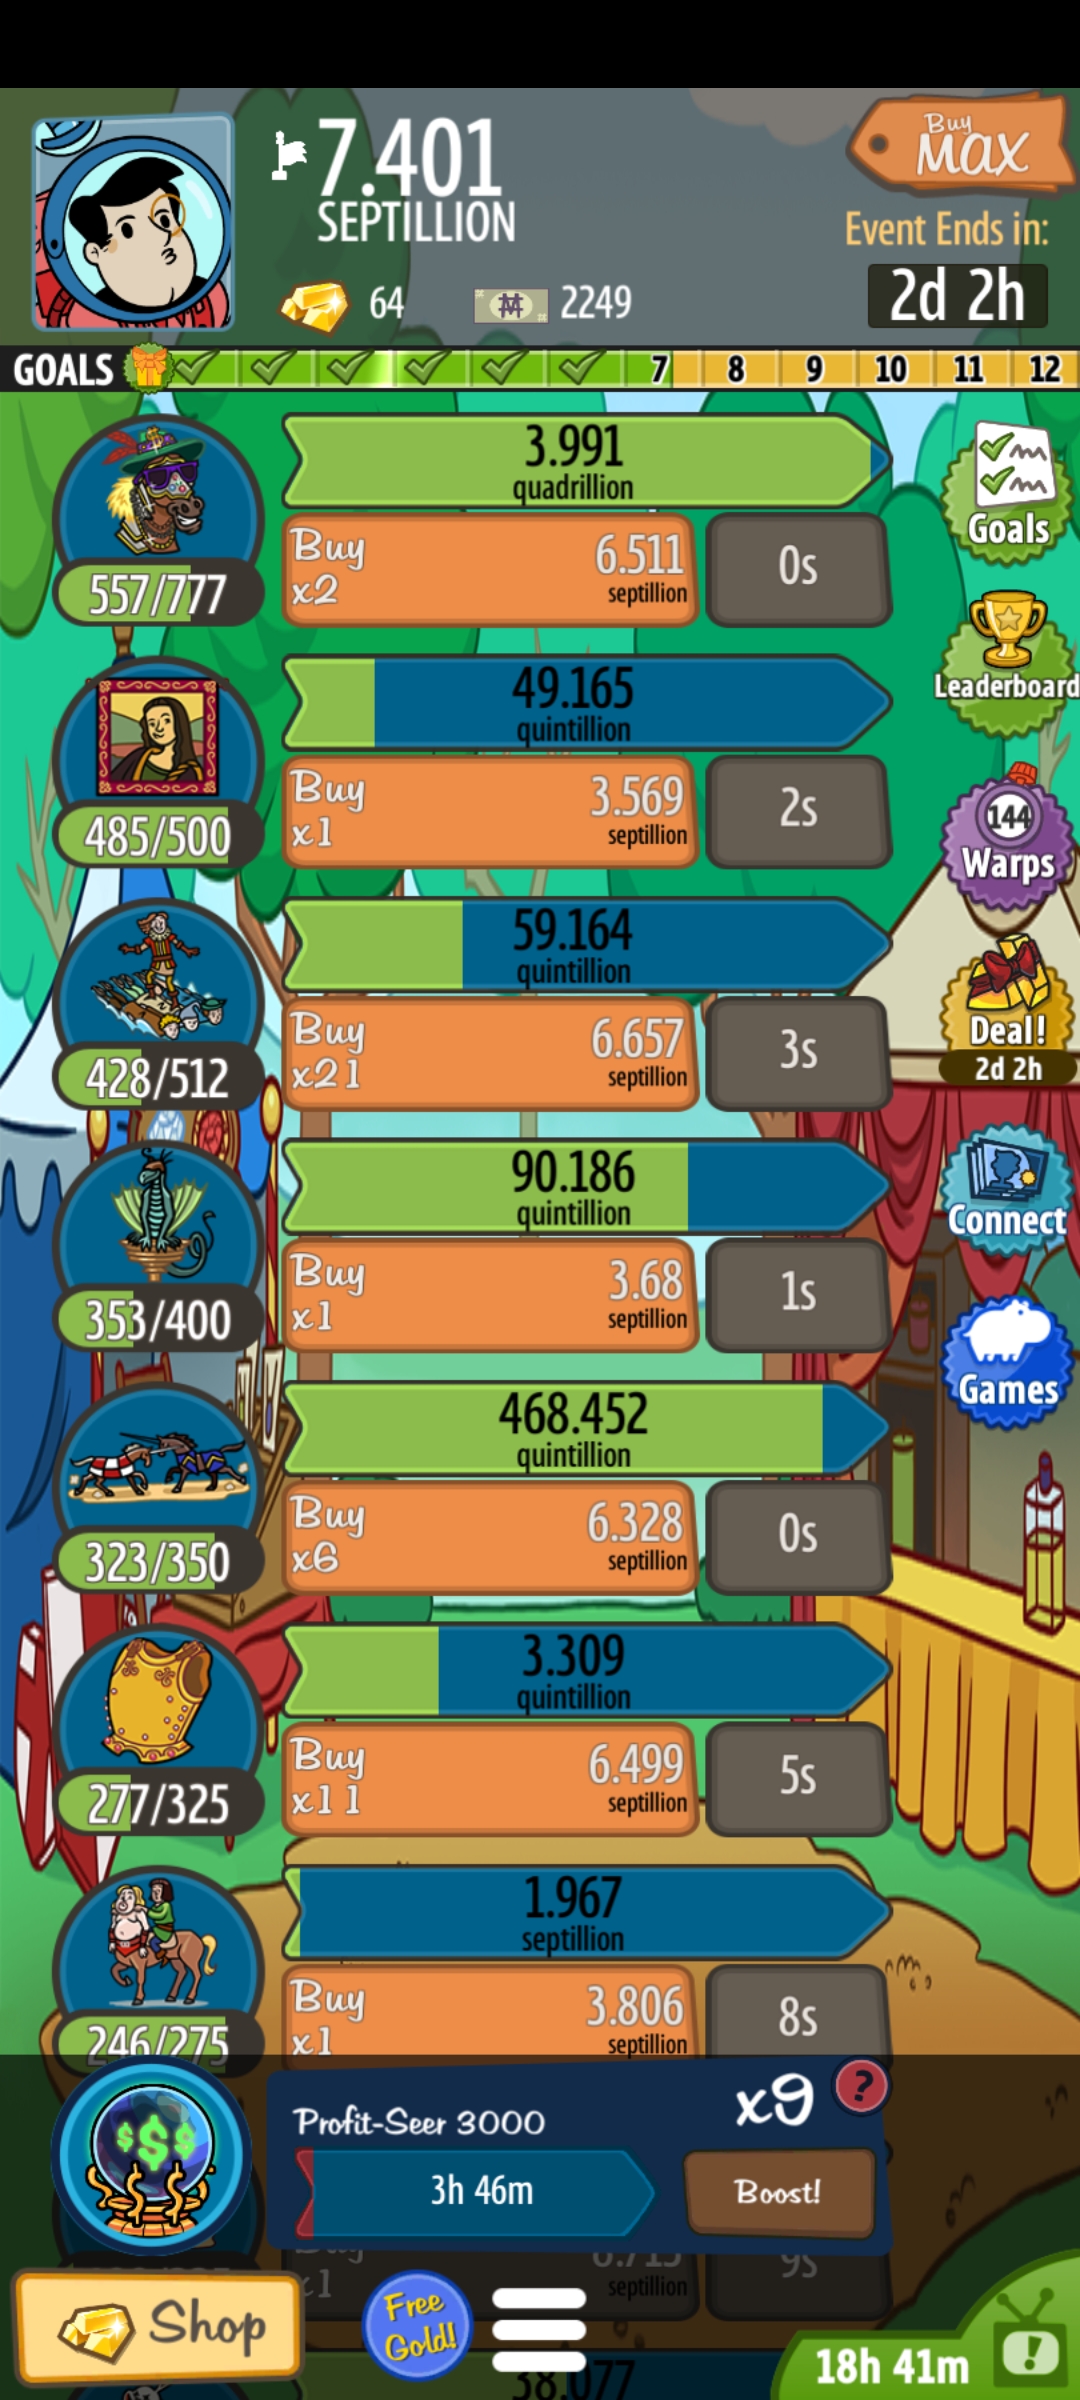 7.401
SEPTILLION
Buy
MAX
Event Ends in:
2d 2h
64
2249
GOALS
7
8
9
10
11
12
3.991
quadrillion
Buy
x2
6.511
septillion
0s
557/777
Goals
49.165
quintillion
Leaderboard
Buy
x1
3.569
septillion
2s
485/500
144
Warps
59.164
quintillion
Buy
x21
6.657
septillion
3s
428/512
Deal!
2d 2h
90.186
quintillion
Connect
Buy
x1
3.68
septillion
1s
353/400
Games
468.452
quintillion
Buy
x6
6.328
septillion
0s
323/350
3.309
quintillion
Buy
x11
6.499
septillion
5s
277/325
1.967
septillion
Buy
x1
3.806
septillion
8s
246/275
$$$
Profit-Seer 3000
x9
?
3h 46m
Boost!
Buy
x1
septillion
9s
Shop
Free
Gold!
38.077
18h 41m
!